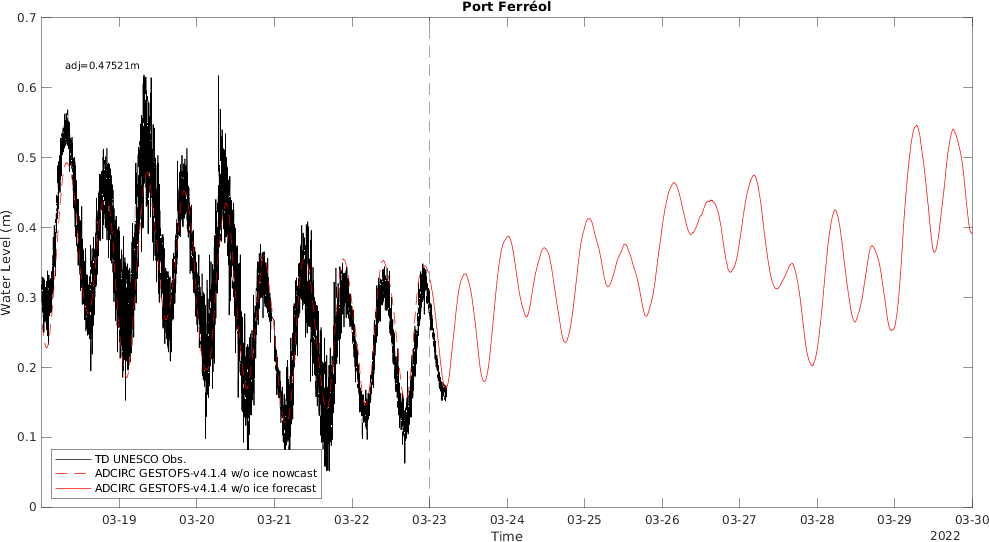 Port Ferréol
0.7
0.6
0.5
0.4
0.3
0.2
0.1
0
Water Level (m)
adj=0.47521m
TD UNESCO Obs.
ADCIRC GESTOFS-v4.1.4 w/o ice nowcast
ADCIRC GESTOFS-v4.1.4 w/o ice forecast
03-19 03-20 03-21 03-22 03-23 03-24 03-25 03-26 03-27 03-28 03-29 03-30
Time
2022